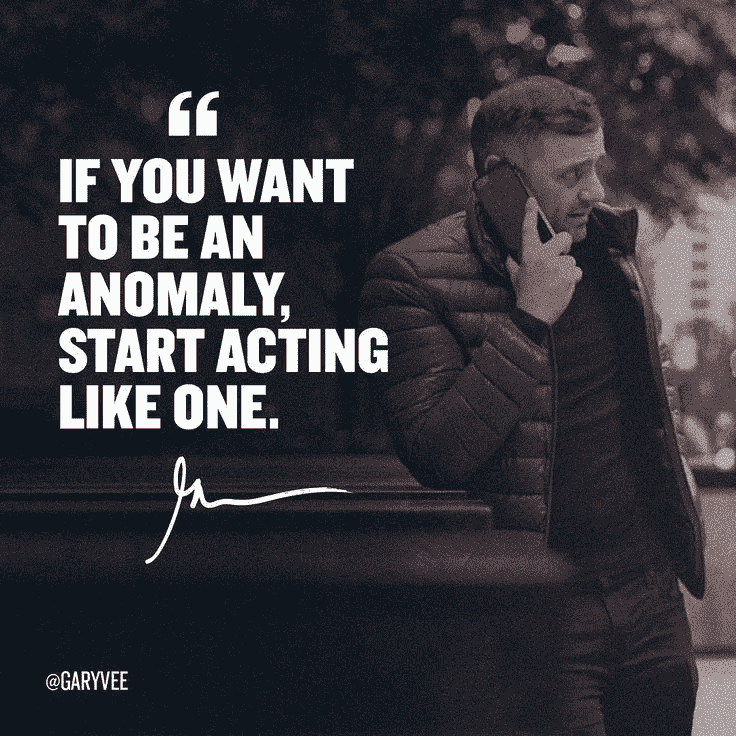 “
IF YOU WANT
TO BE AN
ANOMALY,
START ACTING
LIKE ONE.
@GARYVEE